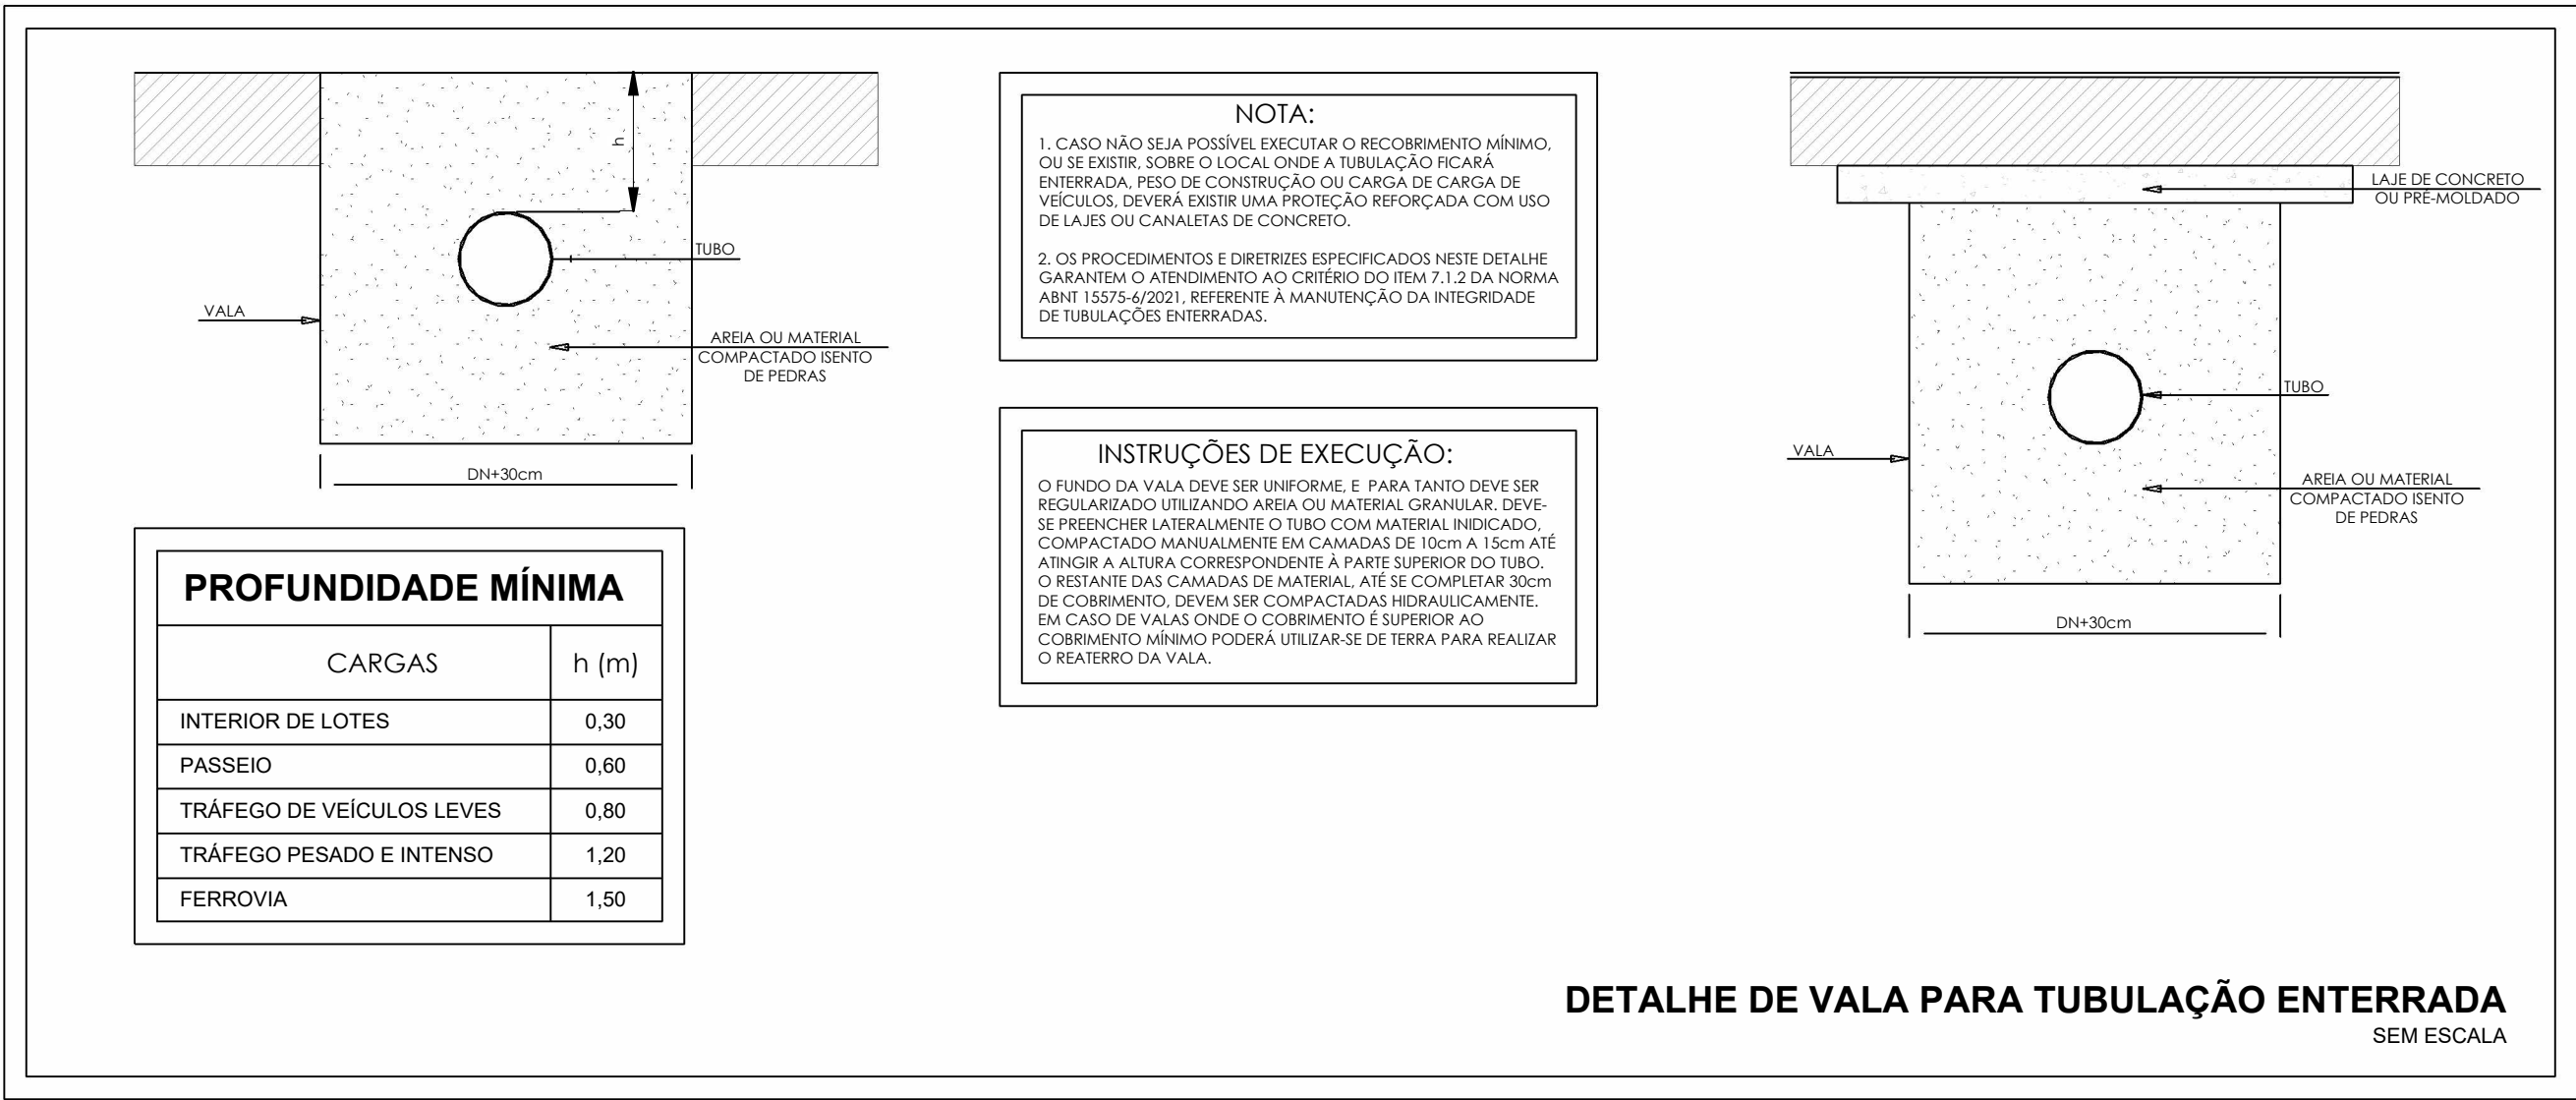 h
TUBO
VALA
AREIA OU MATERIAL
COMPACTADO ISENTO
DE PEDRAS
DN+30cm
PROFUNDIDADE MÍNIMA
CARGAS h (m)
INTERIOR DE LOTES 0,30
PASSEIO 0,60
TRÁFEGO DE VEÍCULOS LEVES 0,80
TRÁFEGO PESADO E INTENSO 1,20
FERROVIA 1,50
NOTA:
1. CASO NÃO SEJA POSSÍVEL EXECUTAR O RECOBRIMENTO MÍNIMO,
OU SE EXISTIR, SOBRE O LOCAL ONDE A TUBULAÇÃO FICARÁ
ENTERRADA, PESO DE CONSTRUÇÃO OU CARGA DE CARGA DE
VEÍCULOS, DEVERÁ EXISTIR UMA PROTEÇÃO REFORÇADA COM USO
DE LAJES OU CANALETAS DE CONCRETO.
2. OS PROCEDIMENTOS E DIRETRIZES ESPECIFICADOS NESTE DETALHE
GARANTEM O ATENDIMENTO AO CRITÉRIO DO ITEM 7.1.2 DA NORMA
ABNT 15575-6/2021, REFERENTE À MANUTENÇÃO DA INTEGRIDADE
DE TUBULAÇÕES ENTERRADAS.
INSTRUÇÕES DE EXECUÇÃO:
O FUNDO DA VALA DEVE SER UNIFORME, E PARA TANTO DEVE SER
REGULARIZADO UTILIZANDO AREIA OU MATERIAL GRANULAR. DEVE-
SE PREENCHER LATERALMENTE O TUBO COM MATERIAL INIDICADO,
COMPACTADO MANUALMENTE EM CAMADAS DE 10cm A 15cm ATÉ
ATINGIR A ALTURA CORRESPONDENTE À PARTE SUPERIOR DO TUBO.
O RESTANTE DAS CAMADAS DE MATERIAL, ATÉ SE COMPLETAR 30cm
DE COBRIMENTO, DEVEM SER COMPACTADAS HIDRAULICAMENTE.
EM CASO DE VALAS ONDE O COBRIMENTO É SUPERIOR AO
COBRIMENTO MÍNIMO PODERÁ UTILIZAR-SE DE TERRA PARA REALIZAR
O REATERRO DA VALA.
LAJE DE CONCRETO
OU PRÉ-MOLDADO
TUBO
VALA
AREIA OU MATERIAL
COMPACTADO ISENTO
DE PEDRAS
DN+30cm
DETALHE DE VALA PARA TUBULAÇÃO ENTERRADA
SEM ESCALA